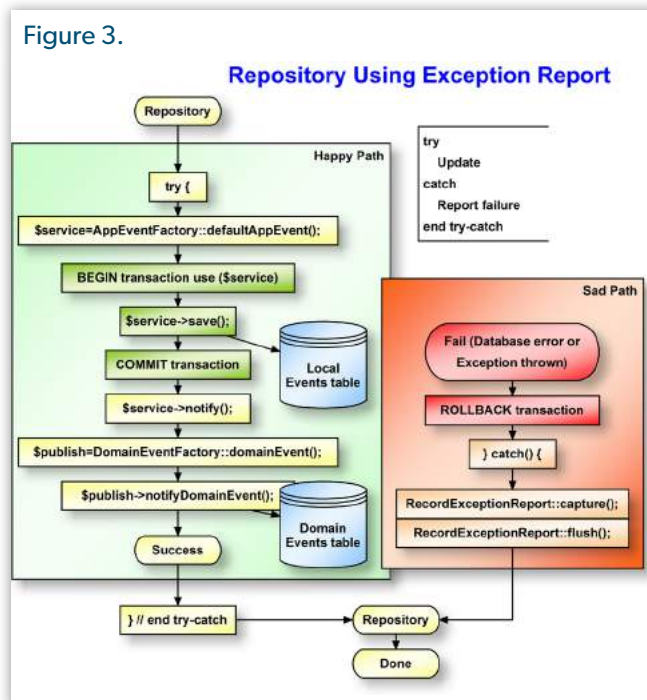 Figure 3.
Repository Using Exception Report
Repository
Happy Path
try {
$service=AppEventFactory::defaultAppEvent();
BEGIN transaction use ($service)
$service->save();
Local
Events table
COMMIT transaction
$service->notify();
$publish=DomainEventFactory::domainEvent();
$publish->notifyDomainEvent();
Domain
Events table
Success
} // end try-catch
try
Update
catch
Report failure
end try-catch
Sad Path
Fail (Database error or
Exception thrown)
ROLLBACK transaction
} catch() {
RecordExceptionReport::capture();
RecordExceptionReport::flush();
Repository
Done